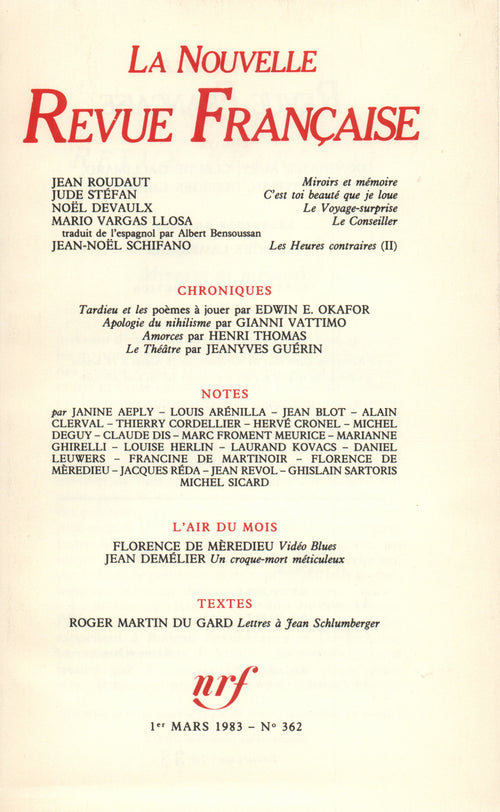 LA NOUVELLE
REVUE FRANÇAISE
JEAN ROUDAUT Miroirs et mémoire
JUDE STÉFAN C'est toi beauté que je loue
NOËL DEVAULX Le Voyage-surprise
MARIO VARGAS LLOSA Le Conseiller
traduit de l'espagnol par Albert Bensoussan
JEAN-NOËL SCHIFANO Les Heures contraires (II)
CHRONIQUES
Tardieu et les poèmes à jouer par EDWIN E. OKAFOR
Apologie du nihilisme par GIANNI VATTIMO
Amorces par HENRI THOMAS
Le Théâtre par JEANYVES GUÉRIN
NOTES
par JANINE AEPLY – LOUIS ARÉNILLA – JEAN BLOT – ALAIN
CLERVAL – THIERRY CORDELLIER – HERVÉ CRONEL – MICHEL
DEGUY – CLAUDE DIS – MARC FROMENT MEURICE – MARIANNE
GHIRELLI – LOUISE HERLIN – LAURAND KOVACS – DANIEL
LEUWERS – FRANCINE DE MARTINOIR – FLORENCE DE
MÈREDIEU – JACQUES RÉDA – JEAN REVOL – GHISLAIN SARTORIS
MICHEL SICARD
L'AIR DU MOIS
FLORENCE DE MÈREDIEU Vidéo Blues
JEAN DEMÉLIER Un croque-mort méticuleux
TEXTES
ROGER MARTIN DU GARD Lettres à Jean Schlumberger
nrf
1er MARS 1983 – No 362